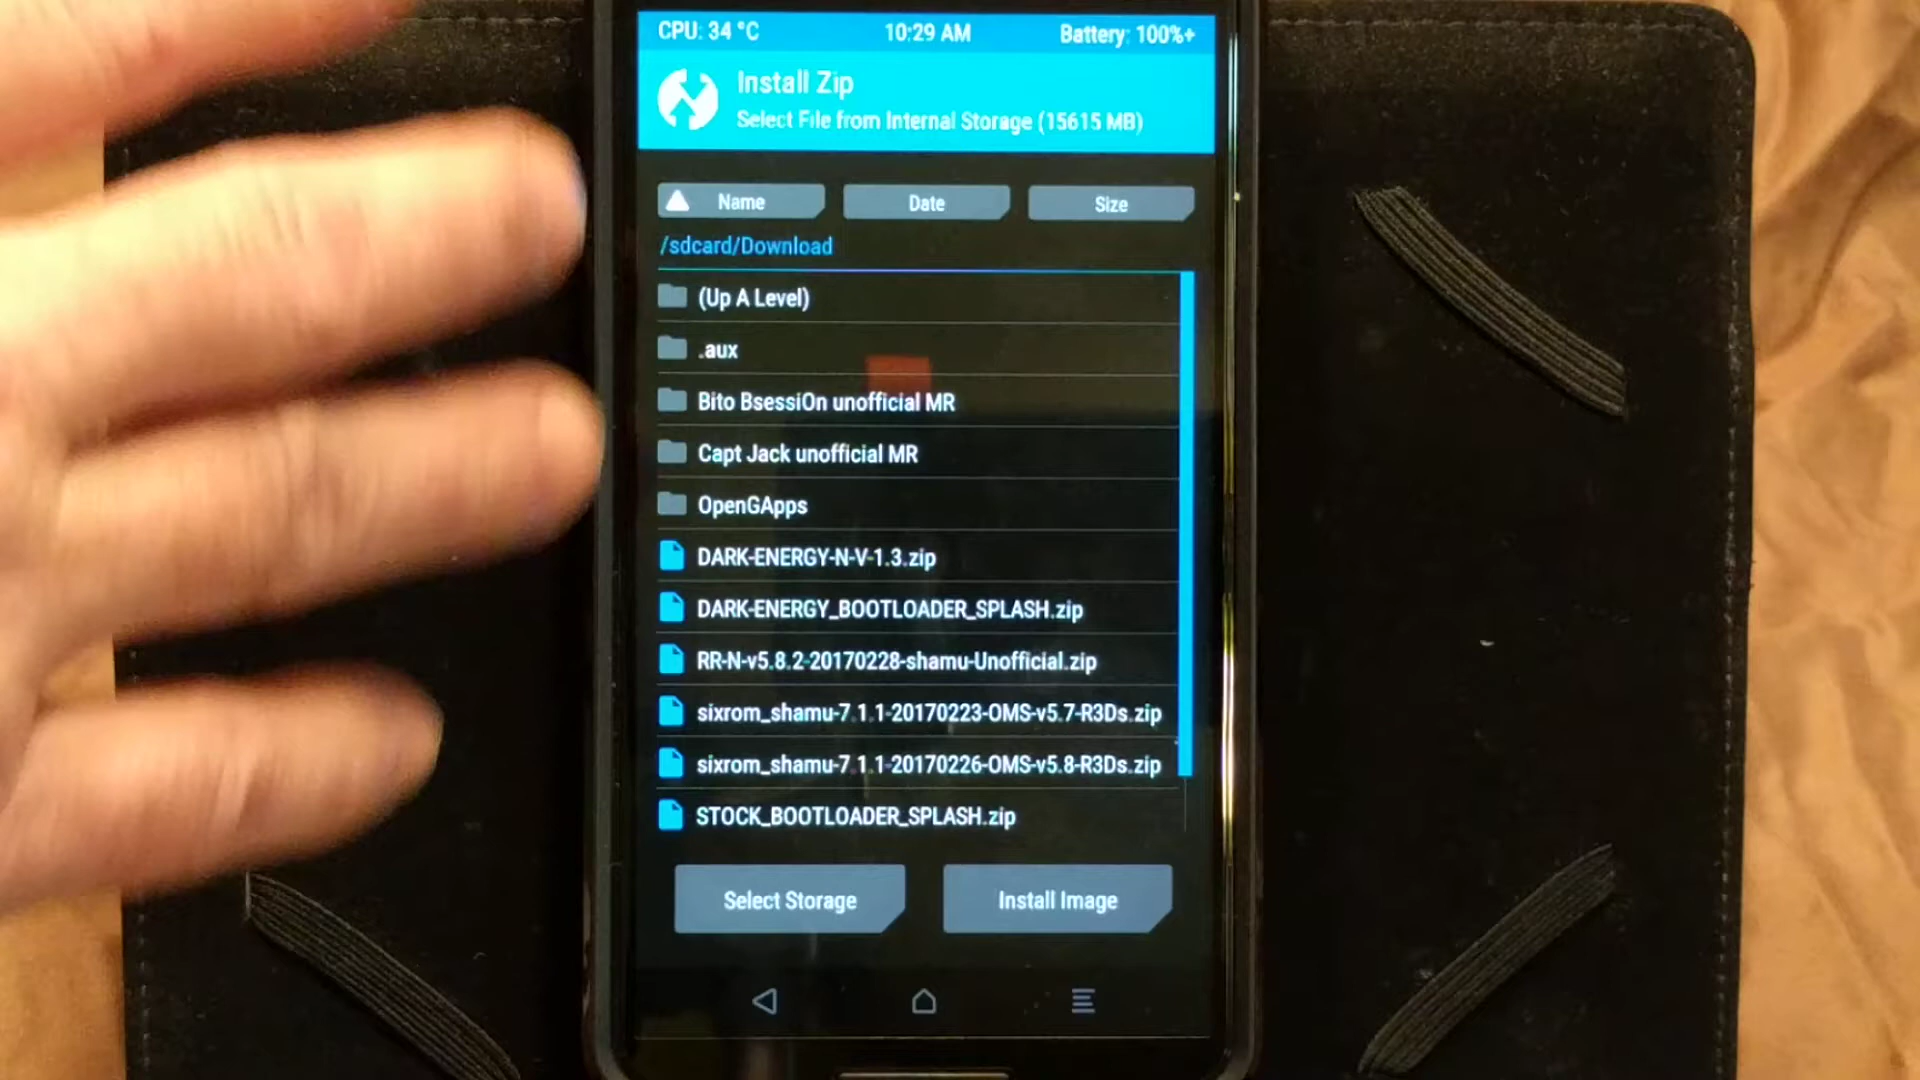 CPU: 34 °C 10:29 AM Battery: 100%+
Install Zip
Select File from Internal Storage (15615 MB)
Name Date Size
/sdcard/Download
(Up A Level)
.aux
Bito BsessiOn unofficial MR
Capt Jack unofficial MR
OpenGApps
DARK-ENERGY-N-V-1.3.zip
DARK-ENERGY_BOOTLOADER_SPLASH.zip
RR-N-v5.8.2-20170228-shamu-Unofficial.zip
sixrom_shamu-7.1.1-20170223-OMS-v5.7-R3Ds.zip
sixrom_shamu-7.1.1-20170226-OMS-v5.8-R3Ds.zip
STOCK_BOOTLOADER_SPLASH.zip
Select Storage Install Image